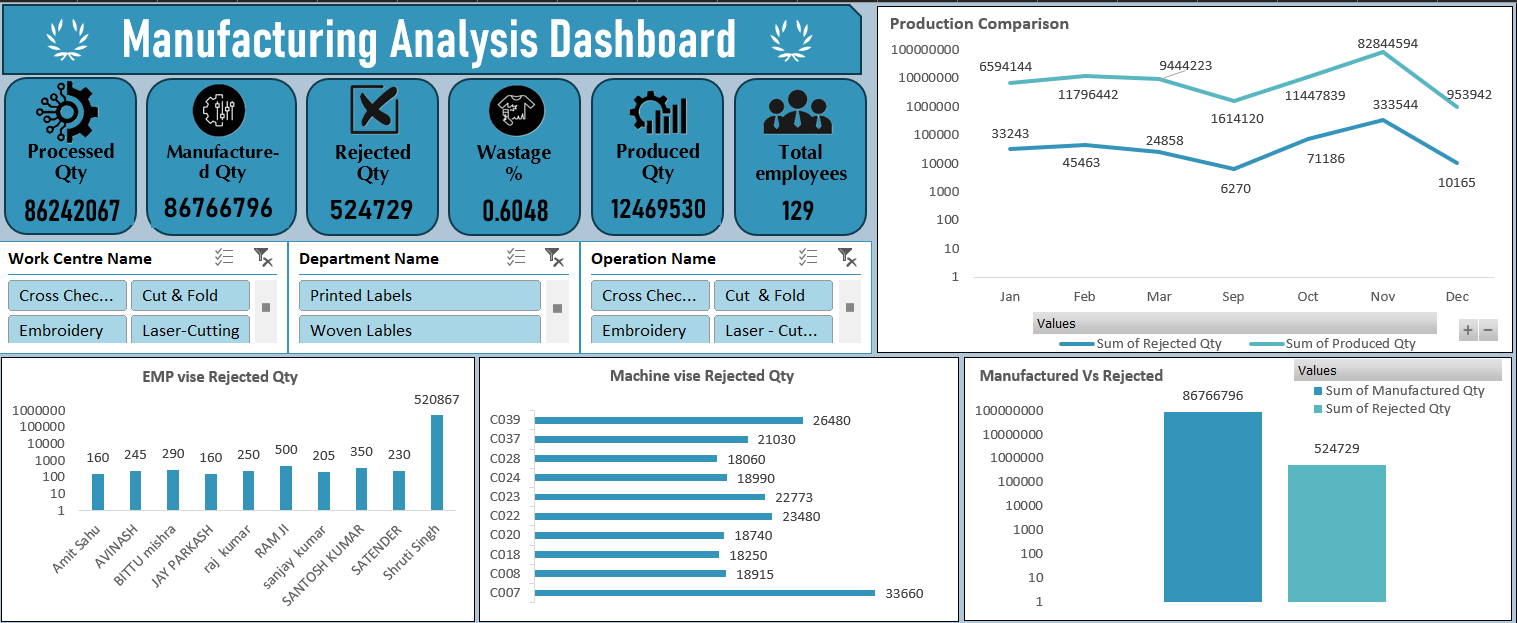 Manufacturing Analysis Dashboard
Processed
Qty
86242067
Manufacture-
d Qty
86766796
Rejected
Qty
524729
Wastage
%
0.6048
Produced
Qty
12469530
Total
employees
129
Work Centre Name
Cross Chec... Cut & Fold
Embroidery Laser-Cutting
Department Name
Printed Labels
Woven Lables
Operation Name
Cross Chec... Cut & Fold
Embroidery Laser - Cut...
Production Comparison
100000000
10000000
1000000
100000
10000
1000
100
10
1
6594144
11796442
9444223
1614120
11447839
82844594
953942
33243
45463
24858
6270
71186
333544
10165
Jan Feb Mar Sep Oct Nov Dec
Values
+ −
Sum of Rejected Qty Sum of Produced Qty
EMP vise Rejected Qty
1000000
100000
10000
1000
100
10
1
160 245 290 160 250 500 205 350 230 520867
Amit Sahu
AVINASH
BITTU mishra
JAY PARKASH
raj kumar
RAM JI
sanjay kumar
SANTOSH KUMAR
SATENDER
Shruti Singh
Machine vise Rejected Qty
C039 26480
C037 21030
C028 18060
C024 18990
C023 22773
C022 23480
C020 18740
C018 18250
C008 18915
C007 33660
Manufactured Vs Rejected
Values
Sum of Manufactured Qty
Sum of Rejected Qty
100000000
10000000
1000000
100000
10000
1000
100
10
1
86766796
524729